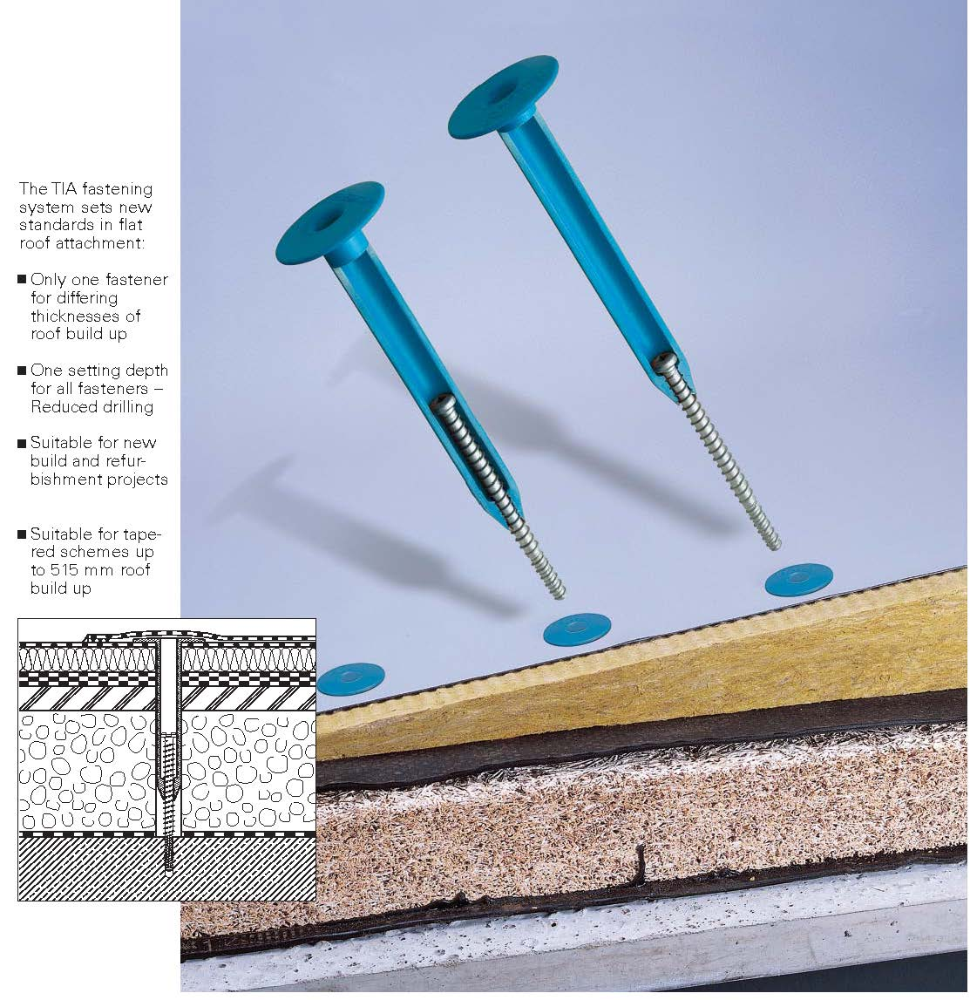 The TIA fastening
system sets new
standards in flat
roof attachment:
■ Only one fastener
for differing
thicknesses of
roof build up
■ One setting depth
for all fasteners –
Reduced drilling
■ Suitable for new
build and refur-
bishment projects
■ Suitable for tape-
red schemes up
to 515 mm roof
build up